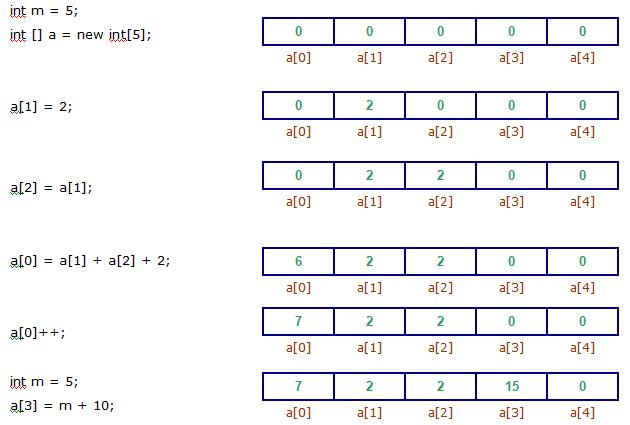 int m = 5;
int [] a = new int[5];
0 0 0 0 0
a[0] a[1] a[2] a[3] a[4]
a[1] = 2;
0 2 0 0 0
a[0] a[1] a[2] a[3] a[4]
a[2] = a[1];
0 2 2 0 0
a[0] a[1] a[2] a[3] a[4]
a[0] = a[1] + a[2] + 2;
6 2 2 0 0
a[0] a[1] a[2] a[3] a[4]
a[0]++;
7 2 2 0 0
a[0] a[1] a[2] a[3] a[4]
int m = 5;
a[3] = m + 10;
7 2 2 15 0
a[0] a[1] a[2] a[3] a[4]